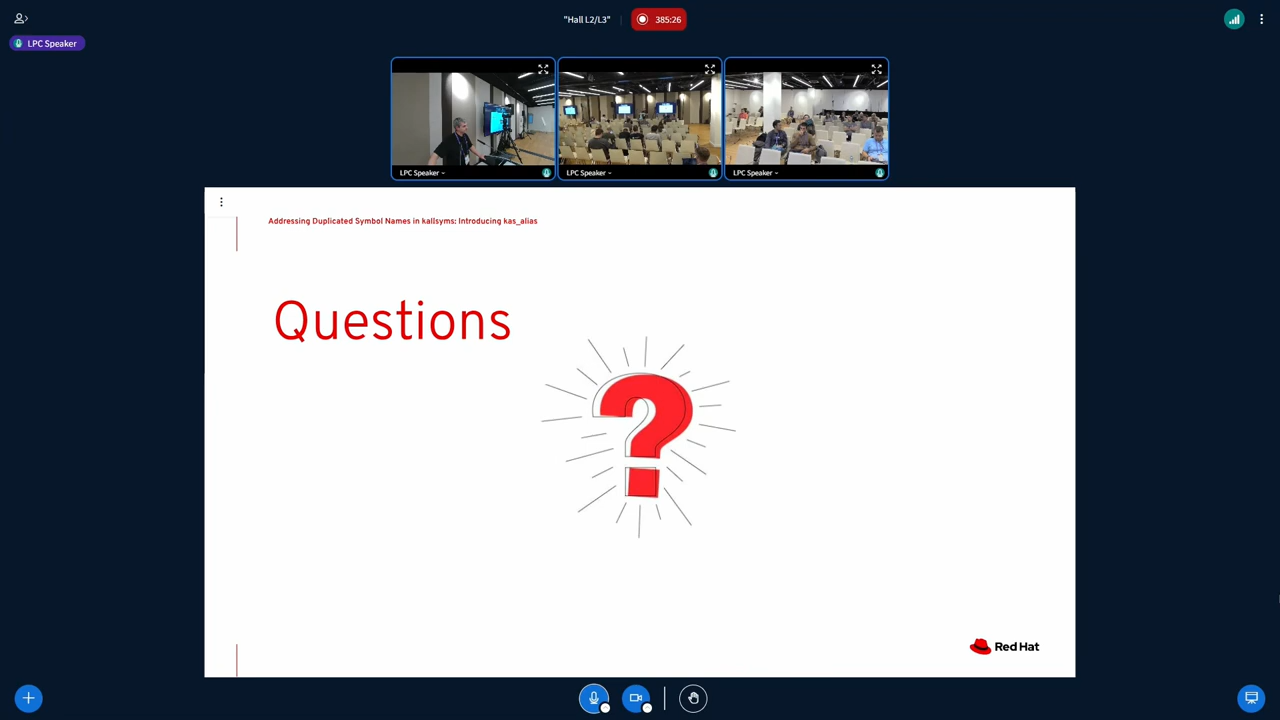 "Hall L2/L3"
385:26
LPC Speaker
LPC Speaker
LPC Speaker
LPC Speaker
Addressing Duplicated Symbol Names in kallsyms: Introducing kas_alias
Questions
?
Red Hat